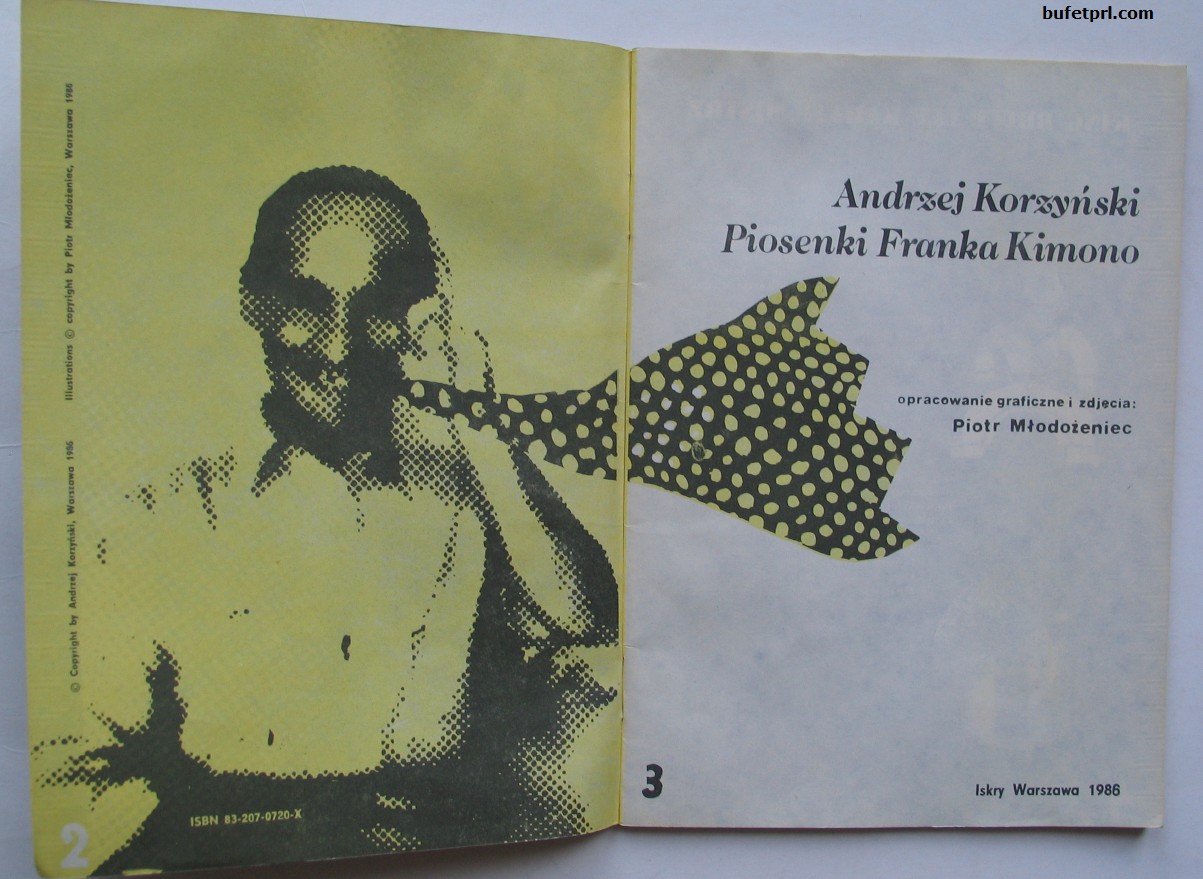 bufetprl.com
Illustrations © copyright by Piotr Młodożeniec, Warszawa 1986
© Copyright by Andrzej Korzyński, Warszawa 1986
ISBN 83-207-0720-X
2
Andrzej Korzyński
Piosenki Franka Kimono
opracowanie graficzne i zdjęcia:
Piotr Młodożeniec
3
Iskry Warszawa 1986